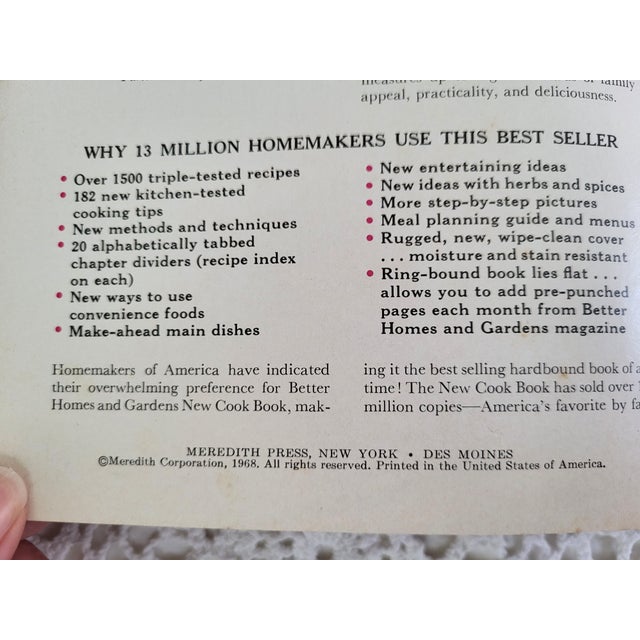 of family
appeal, practicality, and deliciousness.
WHY 13 MILLION HOMEMAKERS USE THIS BEST SELLER
• Over 1500 triple-tested recipes
• 182 new kitchen-tested
cooking tips
• New methods and techniques
• 20 alphabetically tabbed
chapter dividers (recipe index
on each)
• New ways to use
convenience foods
• Make-ahead main dishes
• New entertaining ideas
• New ideas with herbs and spices
• More step-by-step pictures
• Meal planning guide and menus
• Rugged, new, wipe-clean cover
. . . moisture and stain resistant
• Ring-bound book lies flat . . .
allows you to add pre-punched
pages each month from Better
Homes and Gardens magazine
Homemakers of America have indicated
their overwhelming preference for Better
Homes and Gardens New Cook Book, mak-
ing it the best selling hardbound book of a
time! The New Cook Book has sold over 1
million copies—America's favorite by fa
MEREDITH PRESS, NEW YORK • DES MOINES
©Meredith Corporation, 1968. All rights reserved. Printed in the United States of America.